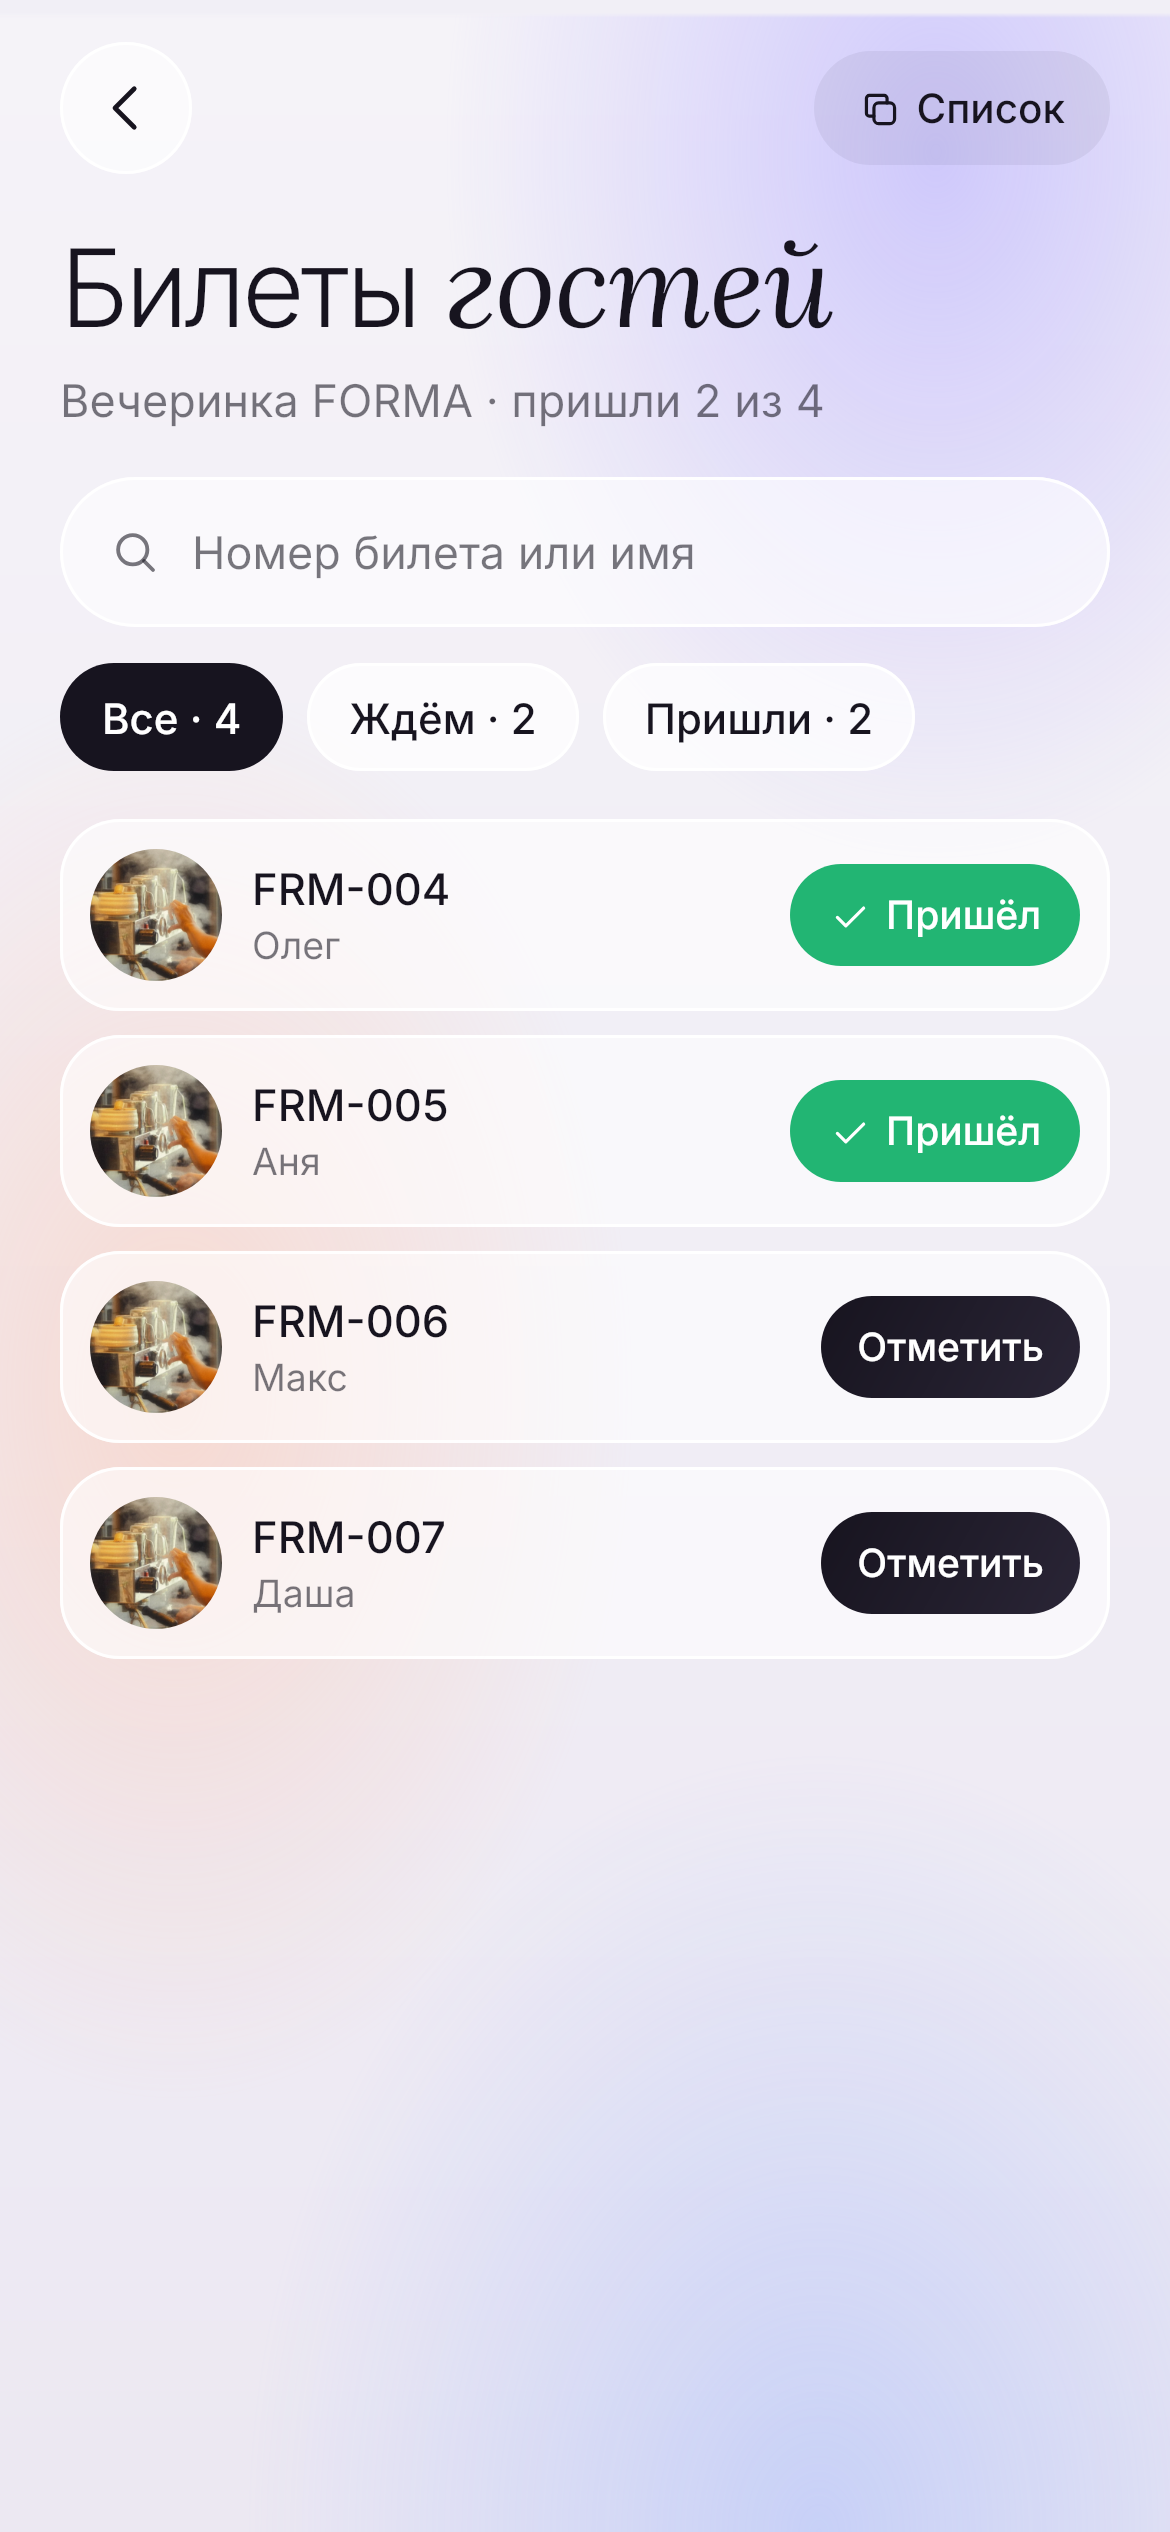 Список
Билеты гостей
Вечеринка FORMA · пришли 2 из 4
Номер билета или имя
Все · 4
Ждём · 2
Пришли · 2
FRM-004
Олег
Пришёл
FRM-005
Аня
Пришёл
FRM-006
Макс
Отметить
FRM-007
Даша
Отметить